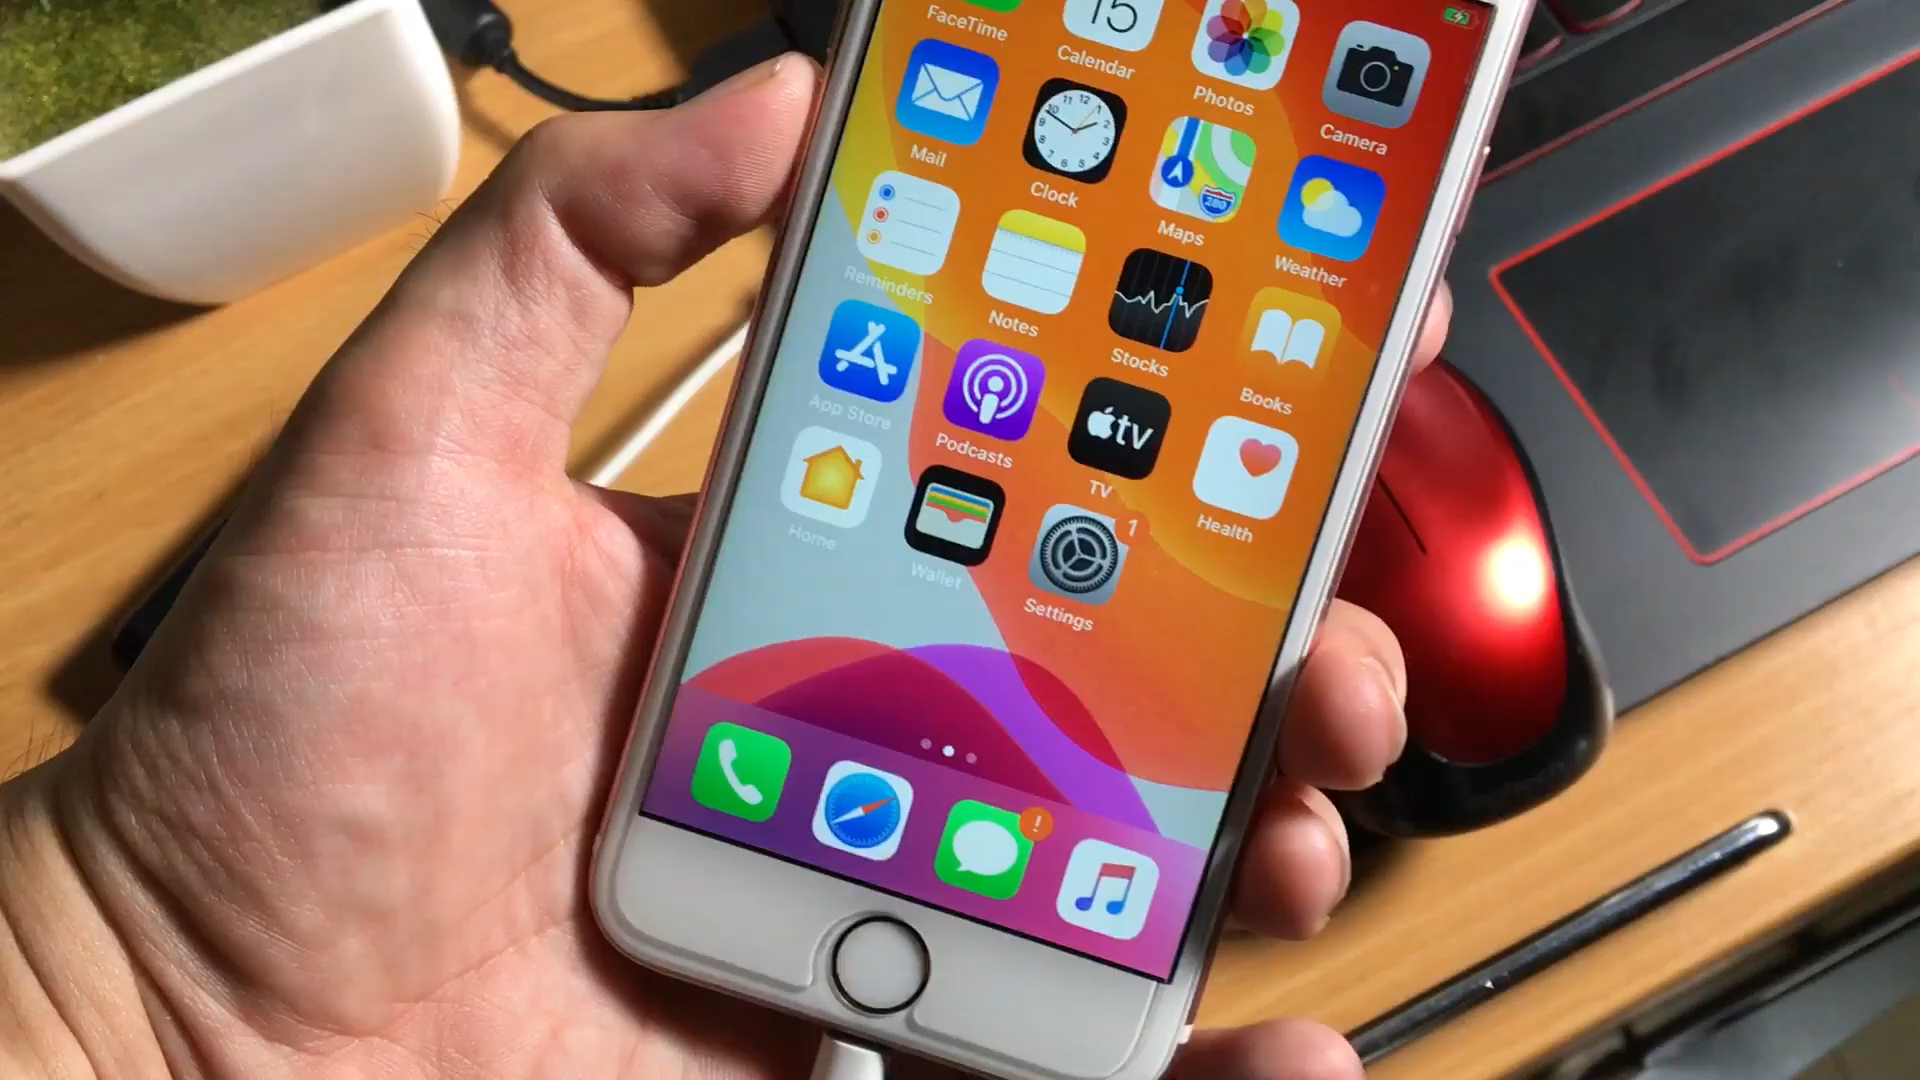 FaceTime
15
Calendar
Photos
Camera
Mail
Clock
Maps
Weather
280
Reminders
Notes
Stocks
Books
App Store
Podcasts
tv
TV
Health
Home
Wallet
1
Settings
!